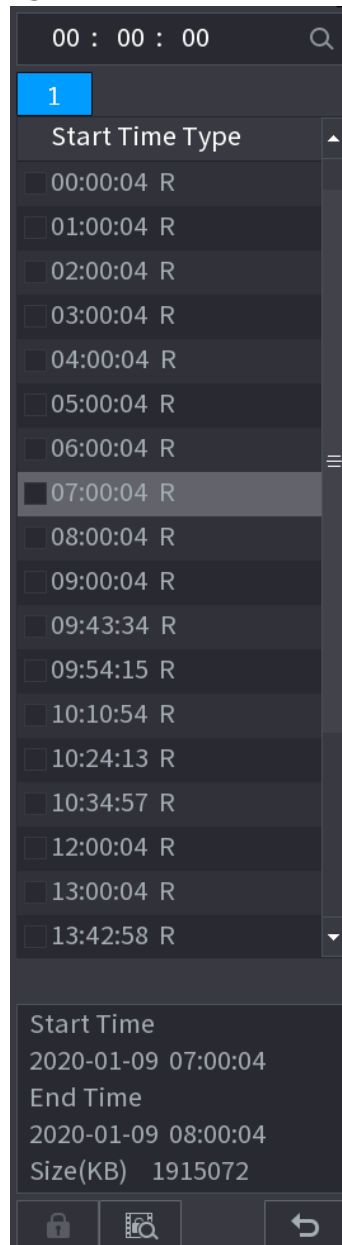 00 : 00 : 00
1
Start Time Type
00:00:04 R
01:00:04 R
02:00:04 R
03:00:04 R
04:00:04 R
05:00:04 R
06:00:04 R
07:00:04 R
08:00:04 R
09:00:04 R
09:43:34 R
09:54:15 R
10:10:54 R
10:24:13 R
10:34:57 R
12:00:04 R
13:00:04 R
13:42:58 R
Start Time
2020-01-09 07:00:04
End Time
2020-01-09 08:00:04
Size(KB) 1915072